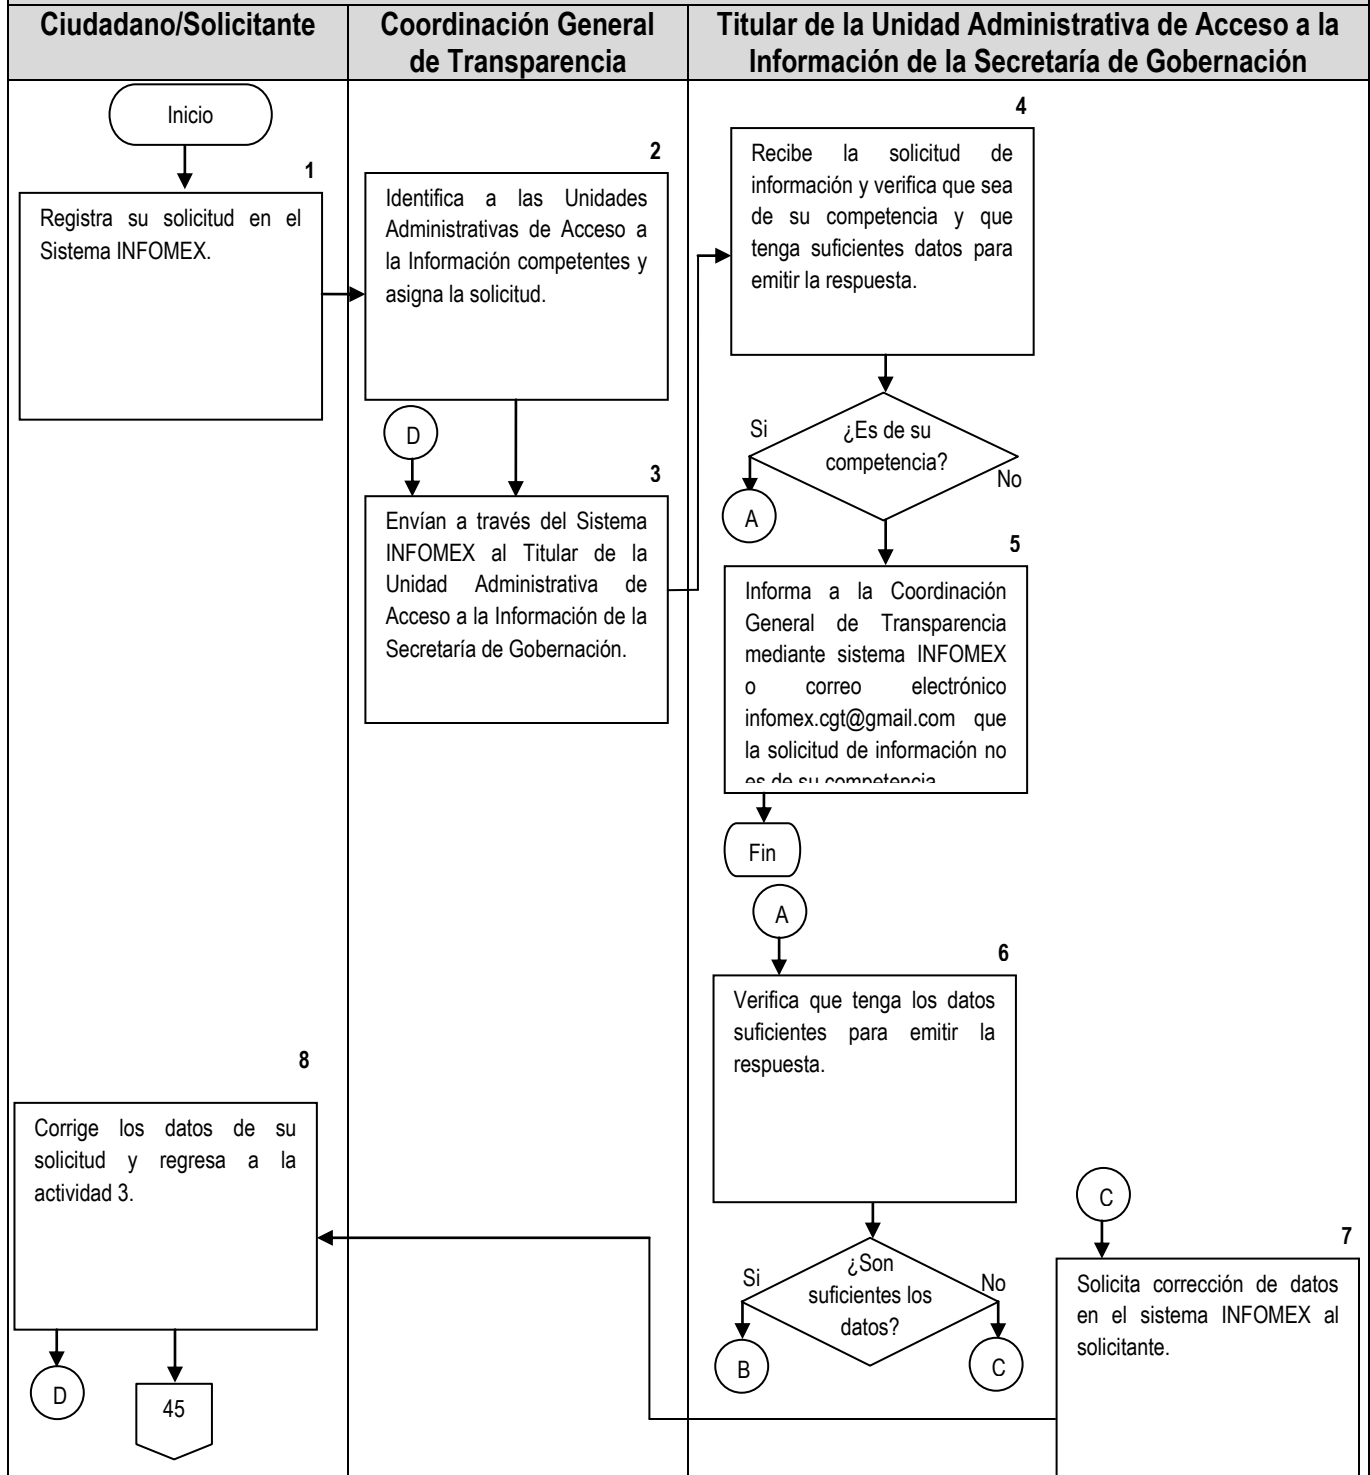 Ciudadano/Solicitante
Coordinación General
de Transparencia
Titular de la Unidad Administrativa de Acceso a la
Información de la Secretaría de Gobernación
Inicio
1
Registra su solicitud en el
Sistema INFOMEX.
2
Identifica a las Unidades
Administrativas de Acceso a
la Información competentes y
asigna la solicitud.
D
3
Envían a través del Sistema
INFOMEX al Titular de la
Unidad Administrativa de
Acceso a la Información de la
Secretaría de Gobernación.
4
Recibe la solicitud de
información y verifica que sea
de su competencia y que
tenga suficientes datos para
emitir la respuesta.
Si
¿Es de su
competencia?
No
A
5
Informa a la Coordinación
General de Transparencia
mediante sistema INFOMEX
o correo electrónico
infomex.cgt@gmail.com que
la solicitud de información no
es de su competencia
Fin
A
6
Verifica que tenga los datos
suficientes para emitir la
respuesta.
Si
¿Son
suficientes los
datos?
No
B
C
C
7
Solicita corrección de datos
en el sistema INFOMEX al
solicitante.
8
Corrige los datos de su
solicitud y regresa a la
actividad 3.
D
45